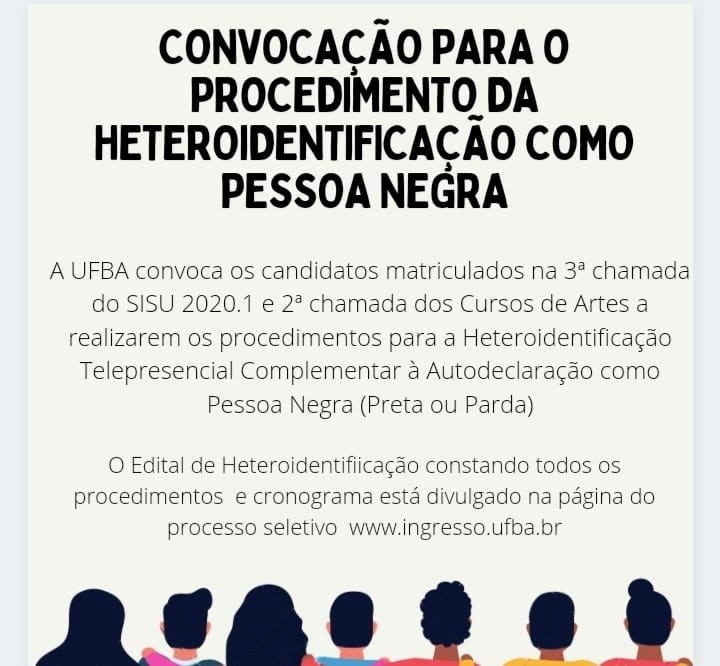 CONVOCAÇÃO PARA O
PROCEDIMENTO DA
HETEROIDENTIFICAÇÃO COMO
PESSOA NEGRA
A UFBA convoca os candidatos matriculados na 3ª chamada
do SISU 2020.1 e 2ª chamada dos Cursos de Artes a
realizarem os procedimentos para a Heteroidentificação
Telepresencial Complementar à Autodeclaração como
Pessoa Negra (Preta ou Parda)
O Edital de Heteroidentifiicação constando todos os
procedimentos e cronograma está divulgado na página do
processo seletivo www.ingresso.ufba.br